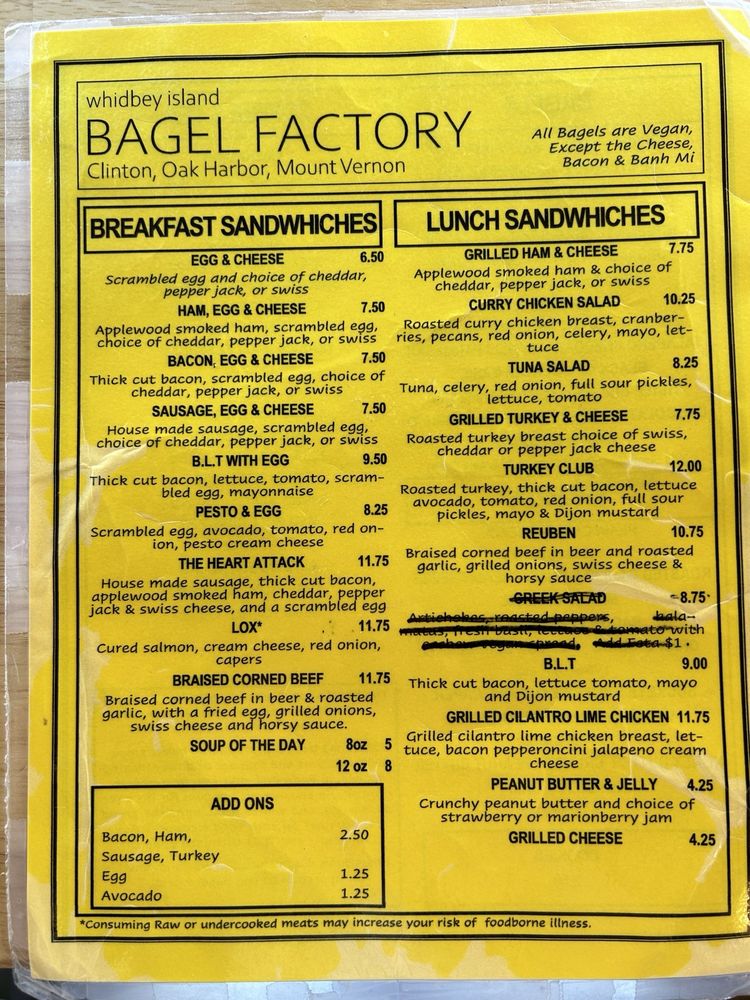 whidbey island
BAGEL FACTORY
Clinton, Oak Harbor, Mount Vernon
All Bagels are Vegan,
Except the Cheese,
Bacon & Banh Mi
BREAKFAST SANDWHICHES
EGG & CHEESE 6.50
Scrambled egg and choice of cheddar,
pepper jack, or swiss
HAM, EGG & CHEESE 7.50
Applewood smoked ham, scrambled egg,
choice of cheddar, pepper jack, or swiss
BACON, EGG & CHEESE 7.50
Thick cut bacon, scrambled egg, choice of
cheddar, pepper jack, or swiss
SAUSAGE, EGG & CHEESE 7.50
House made sausage, scrambled egg,
choice of cheddar, pepper jack, or swiss
B.L.T WITH EGG 9.50
Thick cut bacon, lettuce, tomato, scram-
bled egg, mayonnaise
PESTO & EGG 8.25
Scrambled egg, avocado, tomato, red on-
ion, pesto cream cheese
THE HEART ATTACK 11.75
House made sausage, thick cut bacon,
applewood smoked ham, cheddar, pepper
jack & swiss cheese, and a scrambled egg
LOX* 11.75
Cured salmon, cream cheese, red onion,
capers
BRAISED CORNED BEEF 11.75
Braised corned beef in beer & roasted
garlic, with a fried egg, grilled onions,
swiss cheese and horsy sauce.
SOUP OF THE DAY 8oz 5
12 oz 8
ADD ONS
Bacon, Ham, 2.50
Sausage, Turkey
Egg 1.25
Avocado 1.25
LUNCH SANDWHICHES
GRILLED HAM & CHEESE 7.75
Applewood smoked ham & choice of
cheddar, pepper jack, or swiss
CURRY CHICKEN SALAD 10.25
Roasted curry chicken breast, cranber-
ries, pecans, red onion, celery, mayo, let-
tuce
TUNA SALAD 8.25
Tuna, celery, red onion, full sour pickles,
lettuce, tomato
GRILLED TURKEY & CHEESE 7.75
Roasted turkey breast choice of swiss,
cheddar or pepper jack cheese
TURKEY CLUB 12.00
Roasted turkey, thick cut bacon, lettuce
avocado, tomato, red onion, full sour
pickles, mayo & Dijon mustard
REUBEN 10.75
Braised corned beef in beer and roasted
garlic, grilled onions, swiss cheese &
horsy sauce
GREEK SALAD 8.75
Artichokes, roasted peppers, kala-
matas, fresh basil, lettuce & tomato with
vegan spread, Add Feta $1.
B.L.T 9.00
Thick cut bacon, lettuce tomato, mayo
and Dijon mustard
GRILLED CILANTRO LIME CHICKEN 11.75
Grilled cilantro lime chicken breast, let-
tuce, bacon pepperoncini jalapeno cream
cheese
PEANUT BUTTER & JELLY 4.25
Crunchy peanut butter and choice of
strawberry or marionberry jam
GRILLED CHEESE 4.25
*Consuming Raw or undercooked meats may increase your risk of foodborne illness.